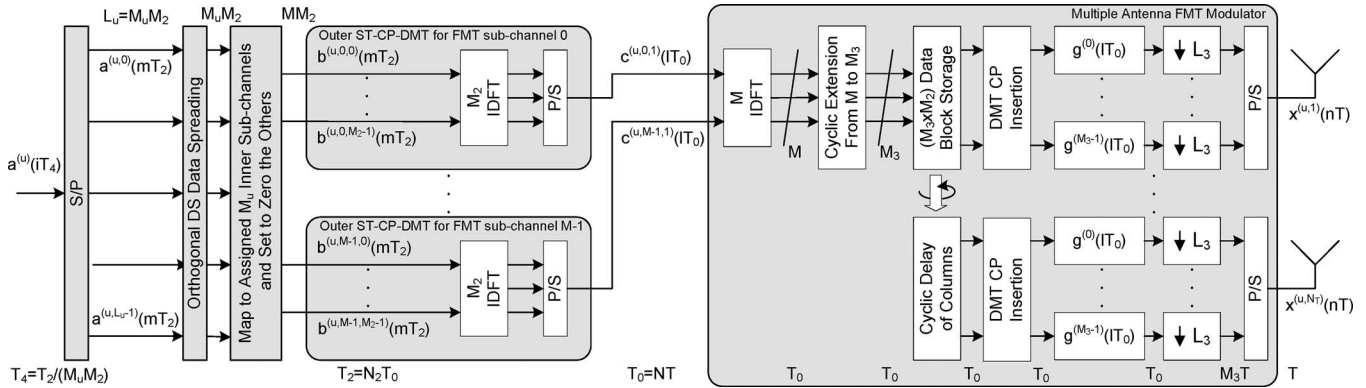 L_u=M_uM_2
M_uM_2
MM_2
Outer ST-CP-DMT for FMT sub-channel 0
Multiple Antenna FMT Modulator
a^(u,0)(mT_2)
b^(u,0,0)(mT_2)
b^(u,0,M_2-1)(mT_2)
M_2
IDFT
P/S
c^(u,0,1)(lT_0)
c^(u,M-1,1)(lT_0)
M
IDFT
M
Cyclic Extension
From M to M_3
M_3
(M_3xM_2) Data
Block Storage
DMT CP
Insertion
g^(0)(lT_0)
↓ L_3
g^(M_3-1)(lT_0)
↓ L_3
P/S
x^(u,1)(nT)
a^(u)(iT_4)
S/P
Orthogonal DS Data Spreading
Map to Assigned M_u Inner Sub-channels
and Set to Zero the Others
Outer ST-CP-DMT for FMT sub-channel M-1
b^(u,M-1,0)(mT_2)
b^(u,M-1,M_2-1)(mT_2)
M_2
IDFT
P/S
a^(u,L_u-1)(mT_2)
Cyclic Delay
of Columns
DMT CP
Insertion
g^(0)(lT_0)
↓ L_3
g^(M_3-1)(lT_0)
↓ L_3
P/S
x^(u,N_T)(nT)
T_4=T_2/(M_uM_2)
T_2=N_2T_0
T_0=NT
T_0
T_0
T_0
T_0
T_0
M_3T
T